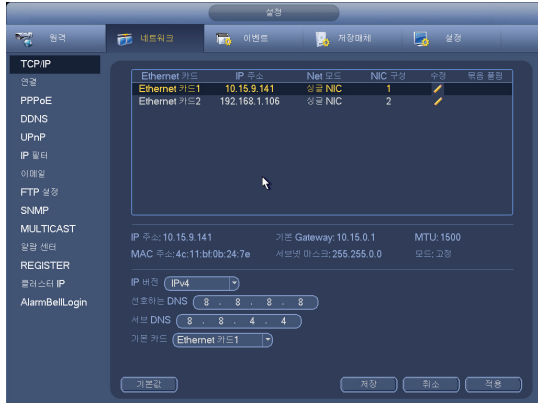 설정
원격 네트워크 이벤트 저장매체 설정
TCP/IP
연결
PPPoE
DDNS
UPnP
IP 필터
이메일
FTP 설정
SNMP
MULTICAST
알람 센터
REGISTER
클러스터 IP
AlarmBellLogin
Ethernet 카드 IP 주소 Net 모드 NIC 구성 수정 묶음 풀림
Ethernet 카드1 10.15.9.141 싱글 NIC 1
Ethernet 카드2 192.168.1.106 싱글 NIC 2
IP 주소: 10.15.9.141 기본 Gateway: 10.15.0.1 MTU: 1500
MAC 주소: 4c:11:bf:0b:24:7e 서브넷 마스크: 255.255.0.0 모드: 고정
IP 버전 IPv4
선호하는 DNS 8 . 8 . 8 . 8
서브 DNS 8 . 8 . 4 . 4
기본 카드 Ethernet 카드1
기본값 저장 취소 적용